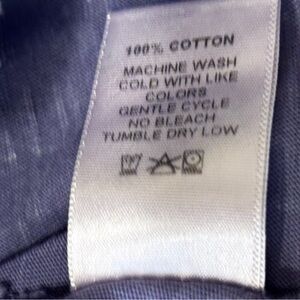 100% COTTON
MACHINE WASH
COLD WITH LIKE
COLORS
GENTLE CYCLE
NO BLEACH
TUMBLE DRY LOW